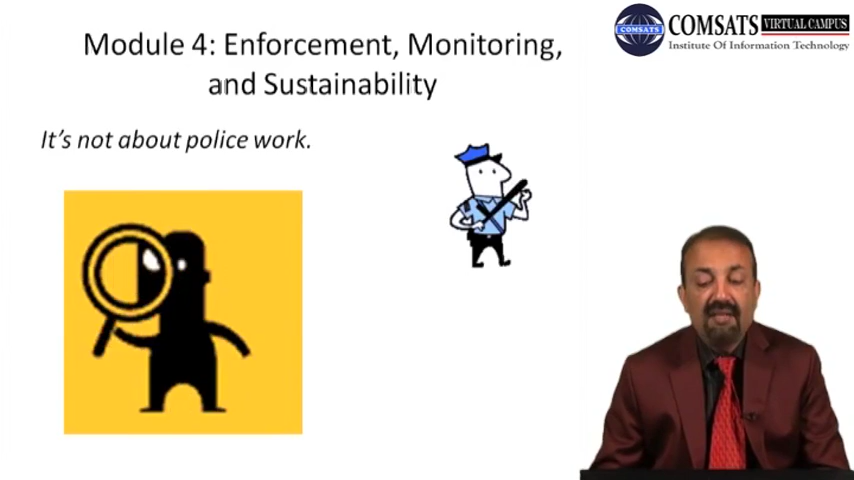 Module 4: Enforcement, Monitoring,
and Sustainability
It's not about police work.
COMSATS
COMSATS VIRTUAL CAMPUS
Institute Of Information Technology